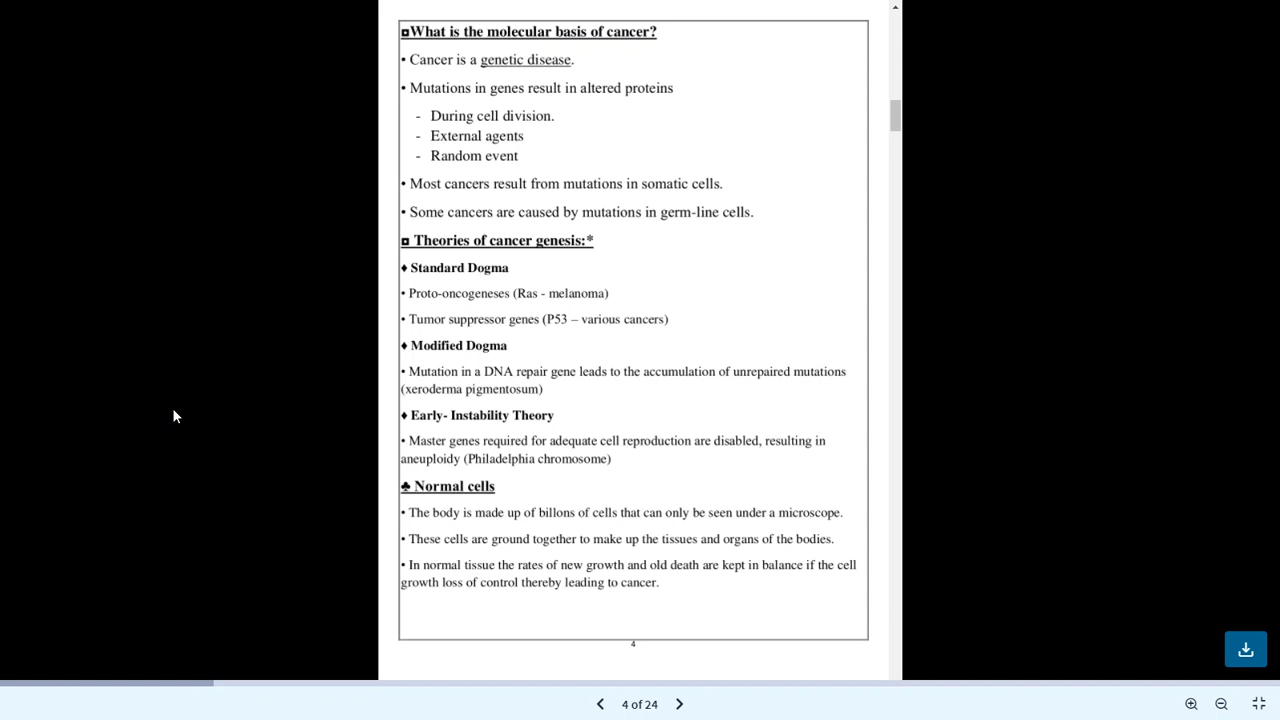 ◘What is the molecular basis of cancer?
• Cancer is a genetic disease.
• Mutations in genes result in altered proteins
- During cell division.
- External agents
- Random event
• Most cancers result from mutations in somatic cells.
• Some cancers are caused by mutations in germ-line cells.
◘ Theories of cancer genesis:*
♦ Standard Dogma
• Proto-oncogeneses (Ras - melanoma)
• Tumor suppressor genes (P53 – various cancers)
♦ Modified Dogma
• Mutation in a DNA repair gene leads to the accumulation of unrepaired mutations
(xeroderma pigmentosum)
♦ Early- Instability Theory
• Master genes required for adequate cell reproduction are disabled, resulting in
aneuploidy (Philadelphia chromosome)
♣ Normal cells
• The body is made up of billons of cells that can only be seen under a microscope.
• These cells are ground together to make up the tissues and organs of the bodies.
• In normal tissue the rates of new growth and old death are kept in balance if the cell
growth loss of control thereby leading to cancer.
4
4 of 24